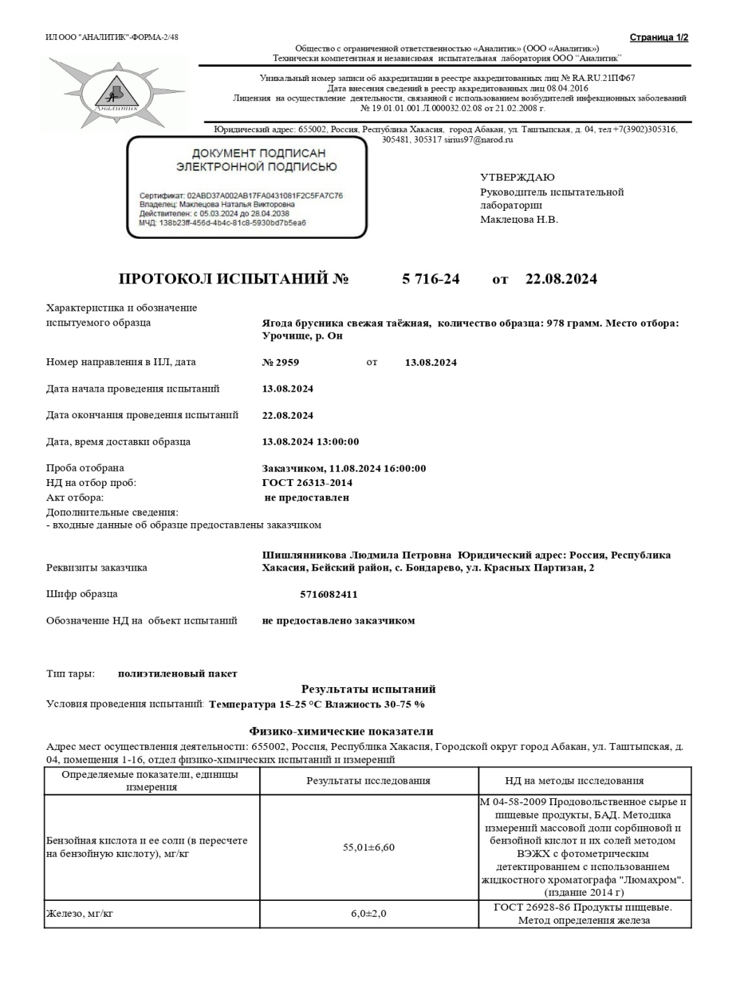 ИЛ ООО "АНАЛИТИК"-ФОРМА-2/48
Страница 1/2
Общество с ограниченной ответственностью «Аналитик» (ООО «Аналитик»)
Технически компетентная и независимая испытательная лаборатория ООО “Аналитик”
Уникальный номер записи об аккредитации в реестре аккредитованных лиц № RA.RU.21ПФ67
Дата внесения сведений в реестр аккредитованных лиц 08.04.2016
Лицензия на осуществление деятельности, связанной с использованием возбудителей инфекционных заболеваний
№ 19.01.01.001.Л.000032.02.08 от 21.02.2008 г.
Аналитик
Юридический адрес: 655002, Россия, Республика Хакасия, город Абакан, ул. Таштыпская, д. 04, тел +7(3902)305316,
305481, 305317 sirius97@narod.ru
ДОКУМЕНТ ПОДПИСАН
ЭЛЕКТРОННОЙ ПОДПИСЬЮ
Сертификат: 02ABD37A002AB17FA0431081F2C5FA7C76
Владелец: Маклецова Наталья Викторовна
Действителен: с 05.03.2024 до 28.04.2038
МЧД: 138b23ff-456d-4b4c-81c8-5930bd7b5ea6
УТВЕРЖДАЮ
Руководитель испытательной
лаборатории
Маклецова Н.В.
ПРОТОКОЛ ИСПЫТАНИЙ № 5 716-24 от 22.08.2024
Характеристика и обозначение
испытуемого образца
Ягода брусника свежая таёжная, количество образца: 978 грамм. Место отбора:
Урочище, р. Он
Номер направления в ИЛ, дата № 2959 от 13.08.2024
Дата начала проведения испытаний 13.08.2024
Дата окончания проведения испытаний 22.08.2024
Дата, время доставки образца 13.08.2024 13:00:00
Проба отобрана Заказчиком, 11.08.2024 16:00:00
НД на отбор проб: ГОСТ 26313-2014
Акт отбора: не предоставлен
Дополнительные сведения:
- входные данные об образце предоставлены заказчиком
Реквизиты заказчика
Шишлянникова Людмила Петровна Юридический адрес: Россия, Республика
Хакасия, Бейский район, с. Бондарево, ул. Красных Партизан, 2
Шифр образца 5716082411
Обозначение НД на объект испытаний не предоставлено заказчиком
Тип тары: полиэтиленовый пакет
Результаты испытаний
Условия проведения испытаний: Температура 15-25 °С Влажность 30-75 %
Физико-химические показатели
Адрес мест осуществления деятельности: 655002, Россия, Республика Хакасия, Городской округ город Абакан, ул. Таштыпская, д.
04, помещения 1-16, отдел физико-химических испытаний и измерений
Определяемые показатели, единицы
измерения
Результаты исследования
НД на методы исследования
Бензойная кислота и ее соли (в пересчете
на бензойную кислоту), мг/кг
55,01±6,60
М 04-58-2009 Продовольственное сырье и
пищевые продукты, БАД. Методика
измерений массовой доли сорбиновой и
бензойной кислот и их солей методом
ВЭЖХ с фотометрическим
детектированием с использованием
жидкостного хроматографа "Люмахром".
(издание 2014 г)
Железо, мг/кг
6,0±2,0
ГОСТ 26928-86 Продукты пищевые.
Метод определения железа